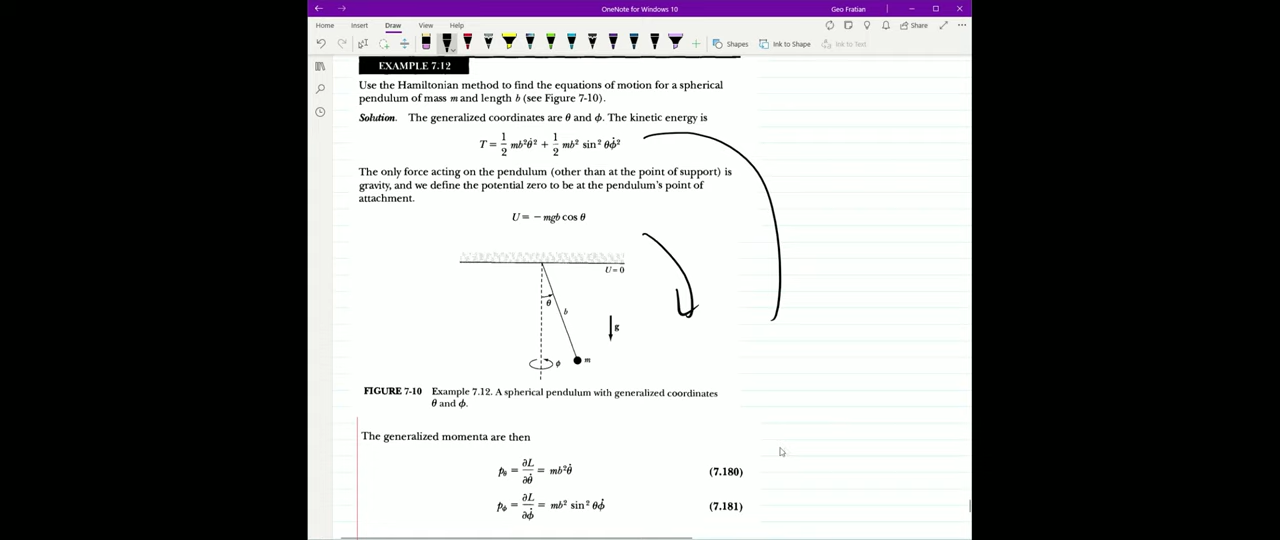 OneNote for Windows 10
Geo Fratian
Home Insert Draw View Help
Share
Shapes Ink to Shape Ink to Text
EXAMPLE 7.12
Use the Hamiltonian method to find the equations of motion for a spherical
pendulum of mass m and length b (see Figure 7-10).
Solution. The generalized coordinates are θ and ϕ. The kinetic energy is
T = 1/2 mb²θ̇² + 1/2 mb² sin² θϕ̇²
The only force acting on the pendulum (other than at the point of support) is
gravity, and we define the potential zero to be at the pendulum's point of
attachment.
U = − mgb cos θ
U = 0
θ
b
g
m
ϕ
FIGURE 7-10 Example 7.12. A spherical pendulum with generalized coordinates
θ and ϕ.
The generalized momenta are then
pθ = ∂L/∂θ̇ = mb²θ̇ (7.180)
pϕ = ∂L/∂ϕ̇ = mb² sin² θϕ̇ (7.181)